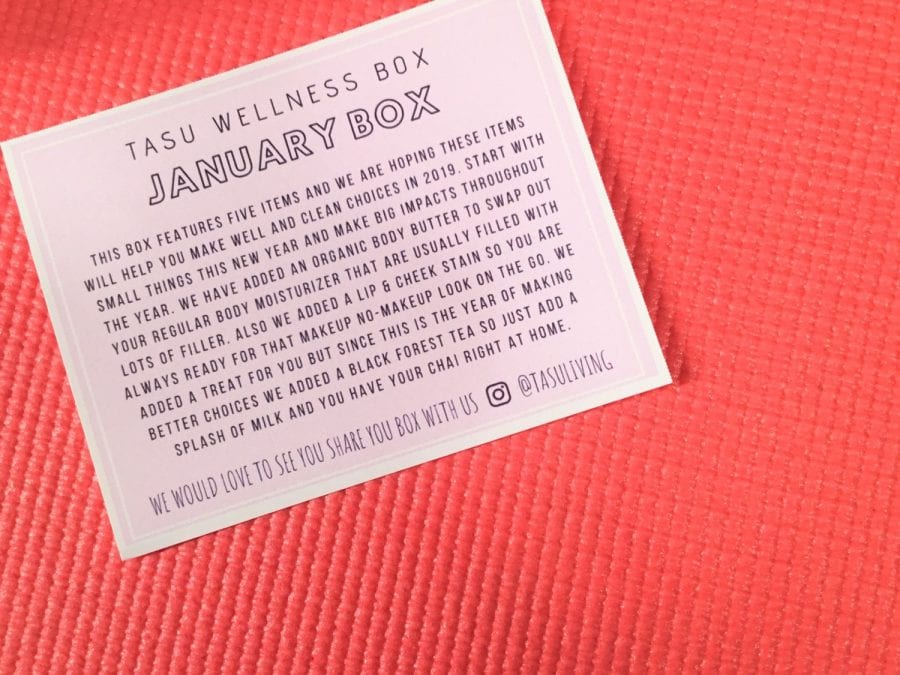 TASU WELLNESS BOX
JANUARY BOX
THIS BOX FEATURES FIVE ITEMS AND WE ARE HOPING THESE ITEMS
WILL HELP YOU MAKE WELL AND CLEAN CHOICES IN 2019. START WITH
SMALL THINGS THIS NEW YEAR AND MAKE BIG IMPACTS THROUGHOUT
THE YEAR. WE HAVE ADDED AN ORGANIC BODY BUTTER TO SWAP OUT
YOUR REGULAR BODY MOISTURIZER THAT ARE USUALLY FILLED WITH
LOTS OF FILLER. ALSO WE ADDED A LIP & CHEEK STAIN SO YOU ARE
ALWAYS READY FOR THAT MAKEUP NO-MAKEUP LOOK ON THE GO. WE
ADDED A TREAT FOR YOU BUT SINCE THIS IS THE YEAR OF MAKING
BETTER CHOICES WE ADDED A BLACK FOREST TEA SO JUST ADD A
SPLASH OF MILK AND YOU HAVE YOUR CHAI RIGHT AT HOME.
WE WOULD LOVE TO SEE YOU SHARE YOU BOX WITH US @TASULIVING